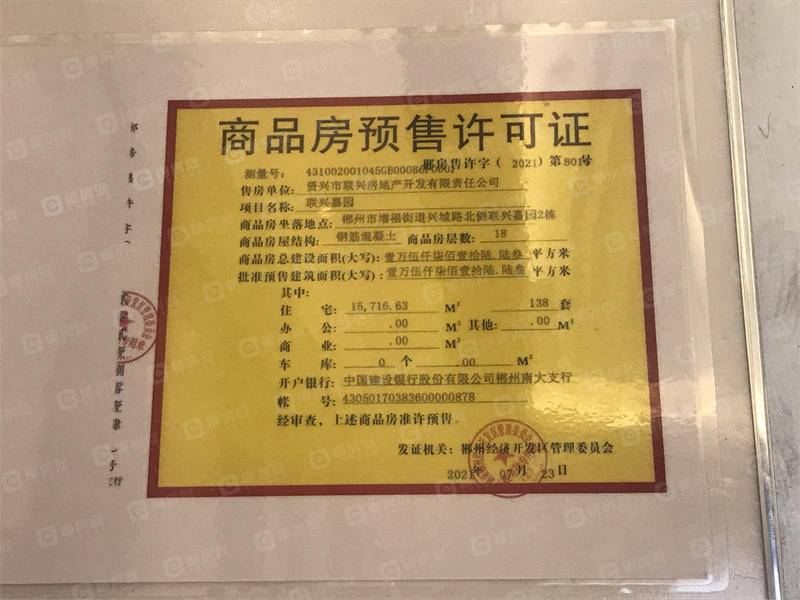 商品房预售许可证
郴房售许字（2021）第801号
测量号：431002001045GB00086F0001
售房单位：资兴市联兴房地产开发有限责任公司
项目名称：联兴嘉园
商品房坐落地点：郴州市增福街道兴城路北侧联兴嘉园2栋
商品房屋结构：钢筋混凝土 商品房层数：18
商品房总建设面积(大写)：壹万伍仟柒佰壹拾陆.陆叁 平方米
批准预售建筑面积(大写)：壹万伍仟柒佰壹拾陆.陆叁 平方米
其中：
住宅：15,716.63 M² 138 套
办公：.00 M² 其他：.00 M²
商业：.00 M²
车库：0 个 .00 M²
开户银行：中国建设银行股份有限公司郴州南大支行
帐号：43050170383600000878
经审查，上述商品房准许预售。
发证机关：郴州经济开发区管理委员会
2021年07月23日